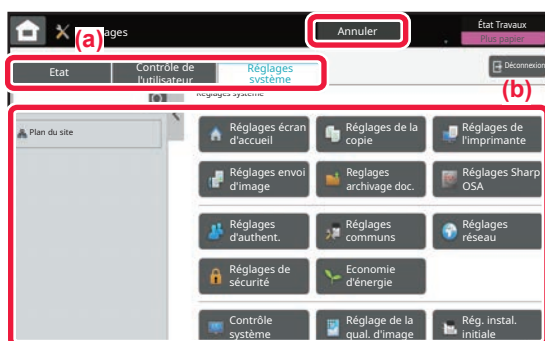 (a)
ages
Annuler
État Travaux
Plus papier
Etat
Contrôle de
l'utilisateur
Réglages
système
Déconnexion
(b)
Réglages système
Plan du site
Réglages écran
d'accueil
Réglages de la
copie
Réglages de
l'imprimante
Réglages envoi
d'image
Reglages
archivage doc.
Réglages Sharp
OSA
Réglages
d'authent.
Réglages
communs
Réglages
réseau
Réglages de
sécurité
Economie
d'énergie
Contrôle
système
Réglage de la
qual. d'image
Rég. instal.
initiale